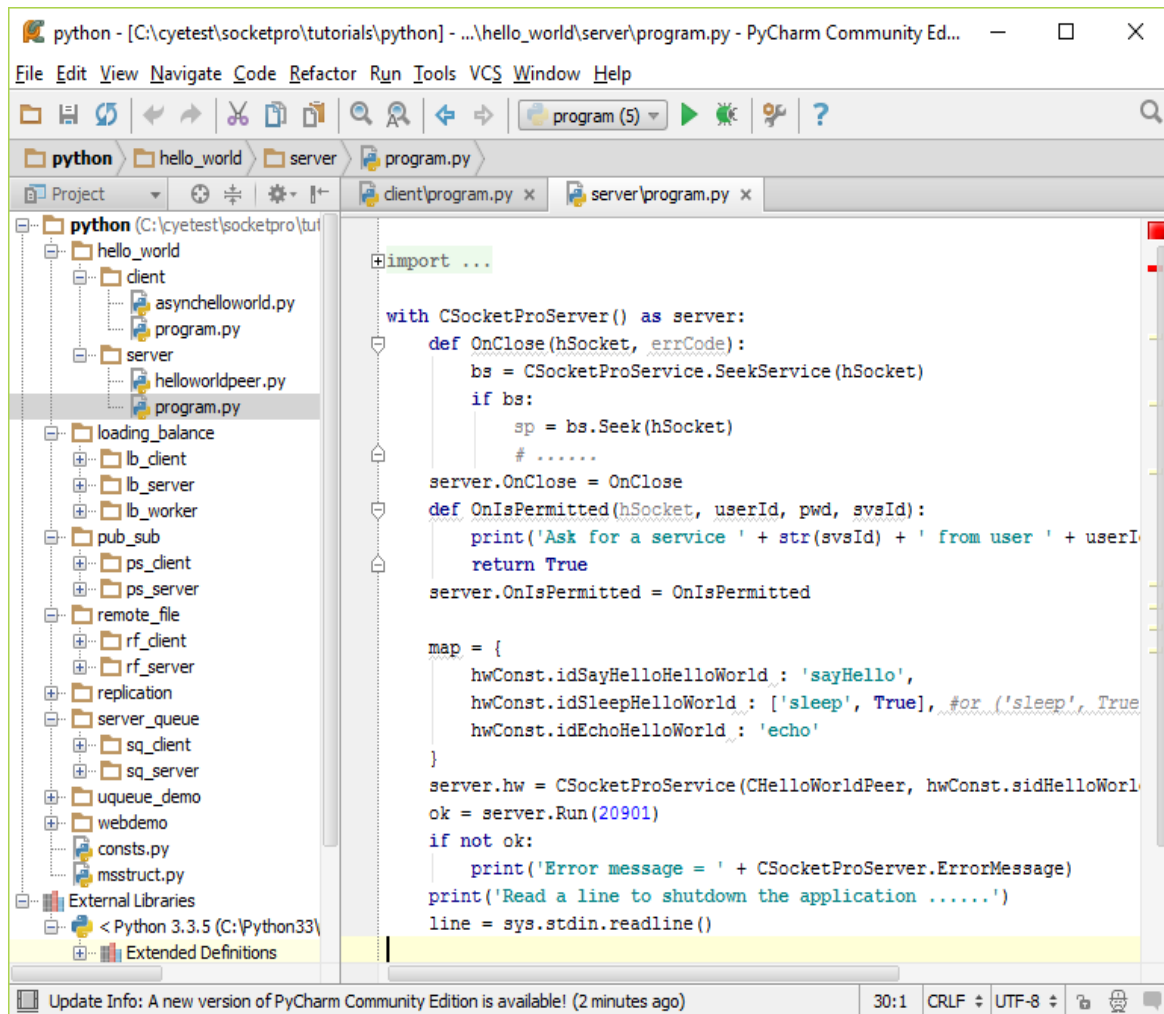 python - [C:\cyetest\socketpro\tutorials\python] - ...\hello_world\server\program.py - PyCharm Community Ed...
File Edit View Navigate Code Refactor Run Tools VCS Window Help
program (5)
python hello_world server program.py
Project
client\program.py server\program.py
python (C:\cyetest\socketpro\tut
hello_world
client
asynchelloworld.py
program.py
server
helloworldpeer.py
program.py
loading_balance
lb_client
lb_server
lb_worker
pub_sub
ps_client
ps_server
remote_file
rf_client
rf_server
replication
server_queue
sq_client
sq_server
uqueue_demo
webdemo
consts.py
msstruct.py
External Libraries
< Python 3.3.5 (C:\Python33\
Extended Definitions
import ...
with CSocketProServer() as server:
def OnClose(hSocket, errCode):
bs = CSocketProService.SeekService(hSocket)
if bs:
sp = bs.Seek(hSocket)
# ......
server.OnClose = OnClose
def OnIsPermitted(hSocket, userId, pwd, svsId):
print('Ask for a service ' + str(svsId) + ' from user ' + userI
return True
server.OnIsPermitted = OnIsPermitted
map = {
hwConst.idSayHelloHelloWorld : 'sayHello',
hwConst.idSleepHelloWorld : ['sleep', True], #or ('sleep', True
hwConst.idEchoHelloWorld : 'echo'
}
server.hw = CSocketProService(CHelloWorldPeer, hwConst.sidHelloWorl
ok = server.Run(20901)
if not ok:
print('Error message = ' + CSocketProServer.ErrorMessage)
print('Read a line to shutdown the application ......')
line = sys.stdin.readline()
Update Info: A new version of PyCharm Community Edition is available! (2 minutes ago) 30:1 CRLF UTF-8